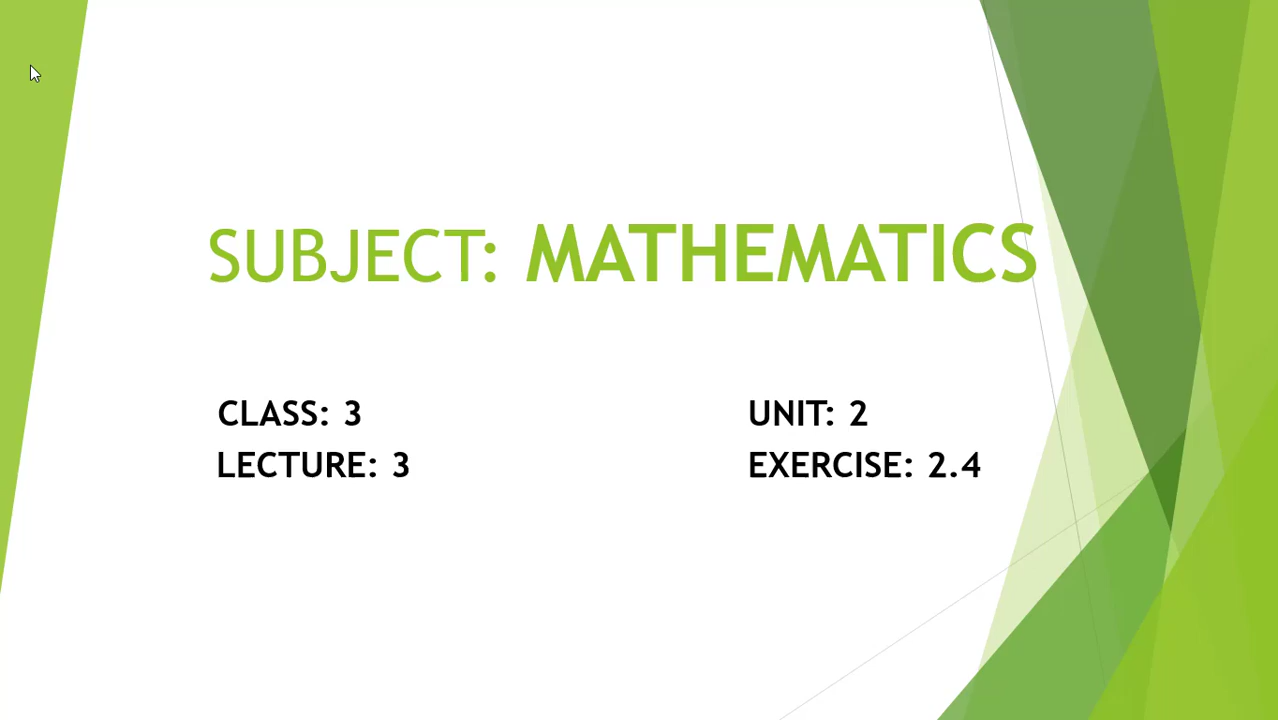 SUBJECT: MATHEMATICS
CLASS: 3
UNIT: 2
LECTURE: 3
EXERCISE: 2.4